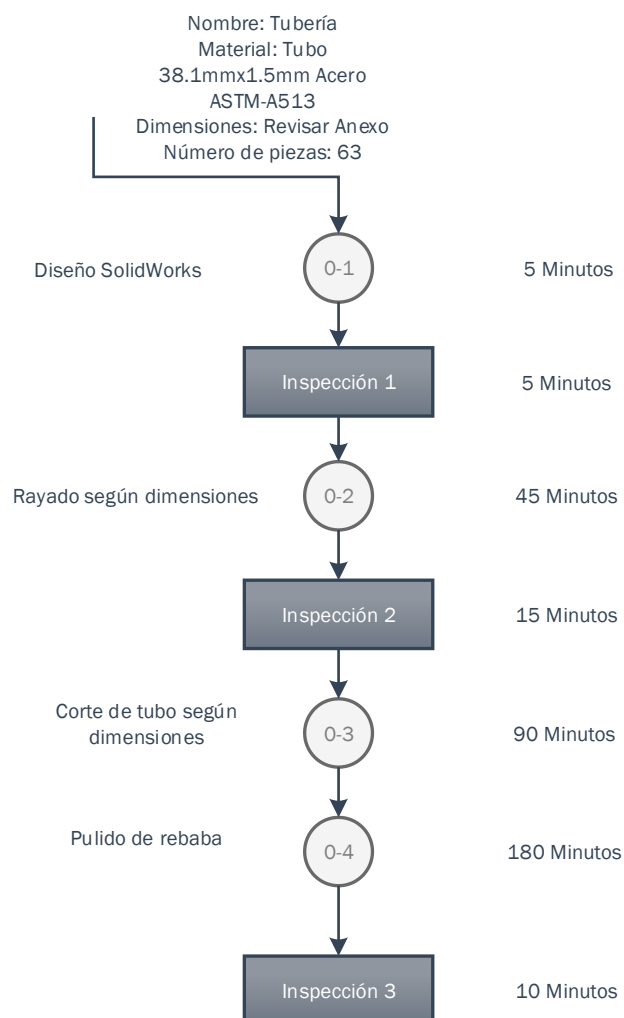 Nombre: Tubería
Material: Tubo
38.1mmx1.5mm Acero
ASTM-A513
Dimensiones: Revisar Anexo
Número de piezas: 63
Diseño SolidWorks
0-1
5 Minutos
Inspección 1
5 Minutos
Rayado según dimensiones
0-2
45 Minutos
Inspección 2
15 Minutos
Corte de tubo según
dimensiones
0-3
90 Minutos
Pulido de rebaba
0-4
180 Minutos
Inspección 3
10 Minutos